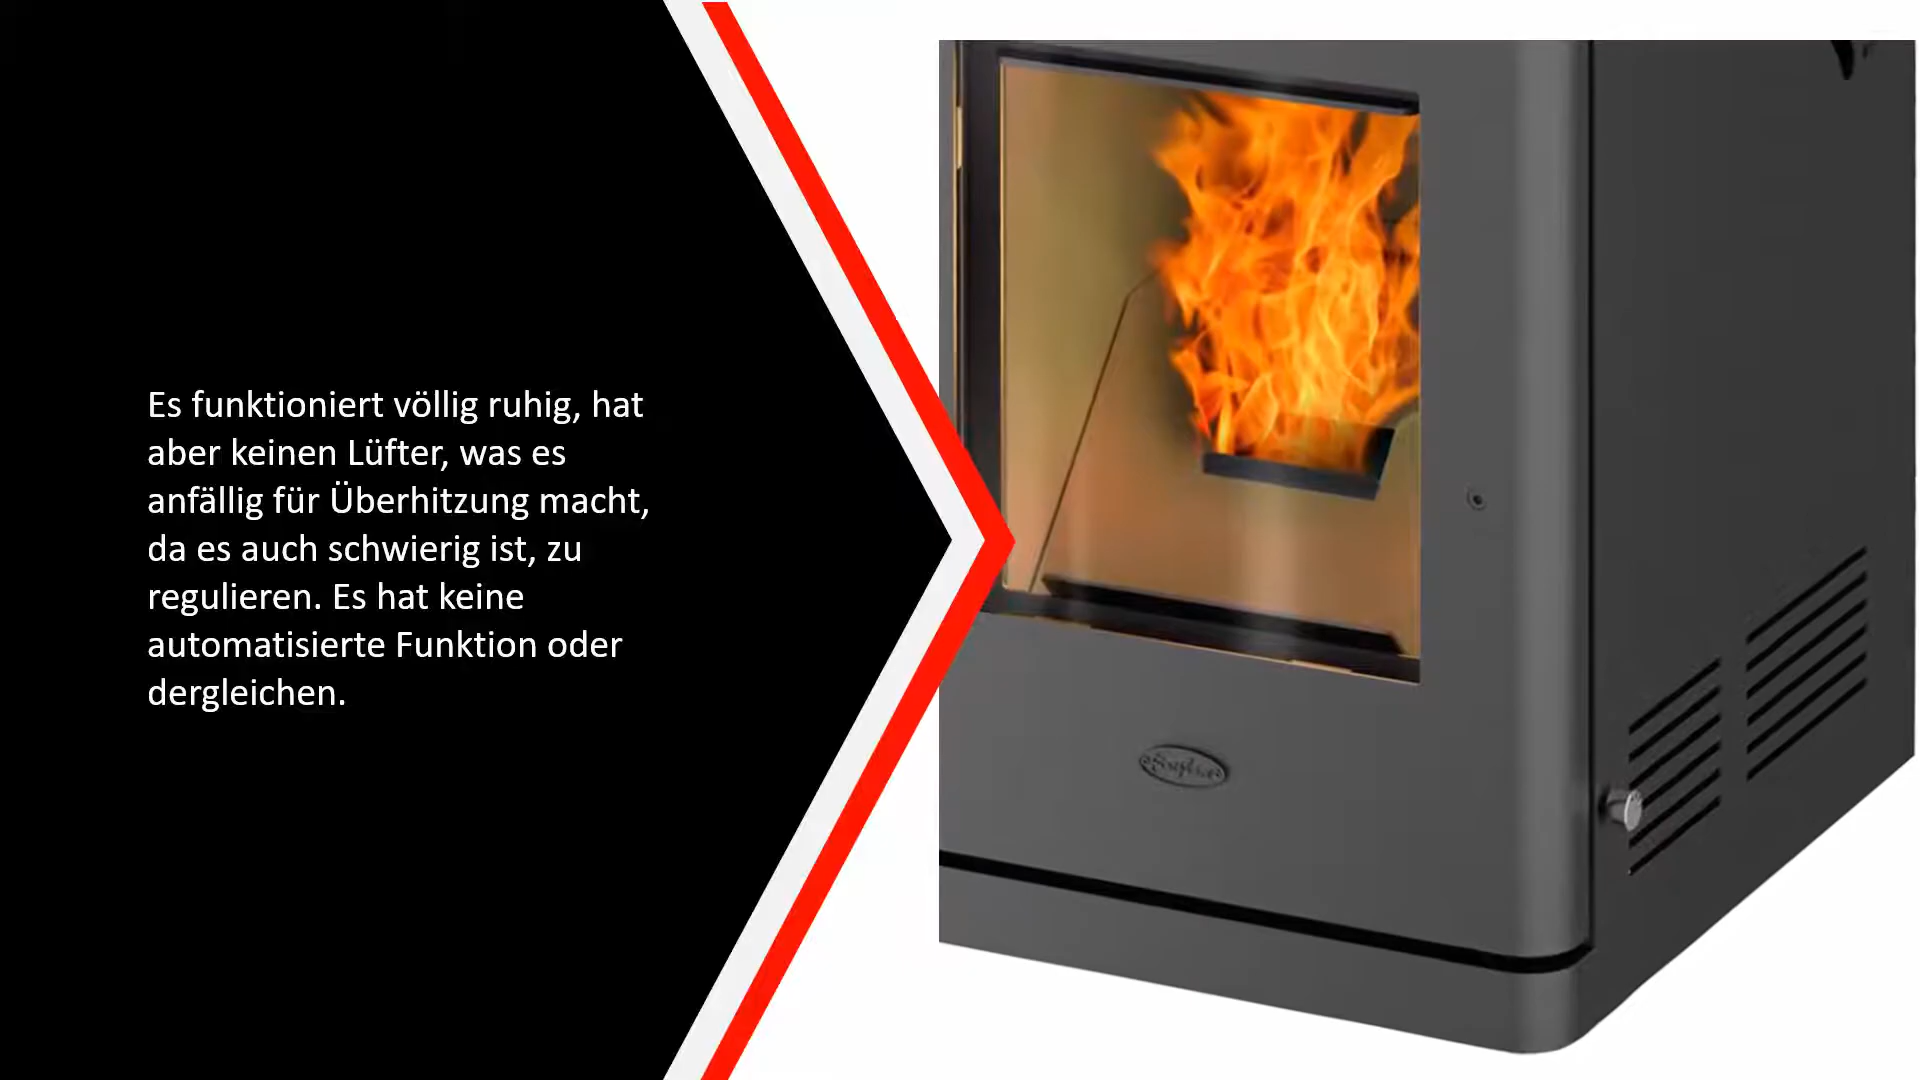 Es funktioniert völlig ruhig, hat
aber keinen Lüfter, was es
anfällig für Überhitzung macht,
da es auch schwierig ist, zu
regulieren. Es hat keine
automatisierte Funktion oder
dergleichen.